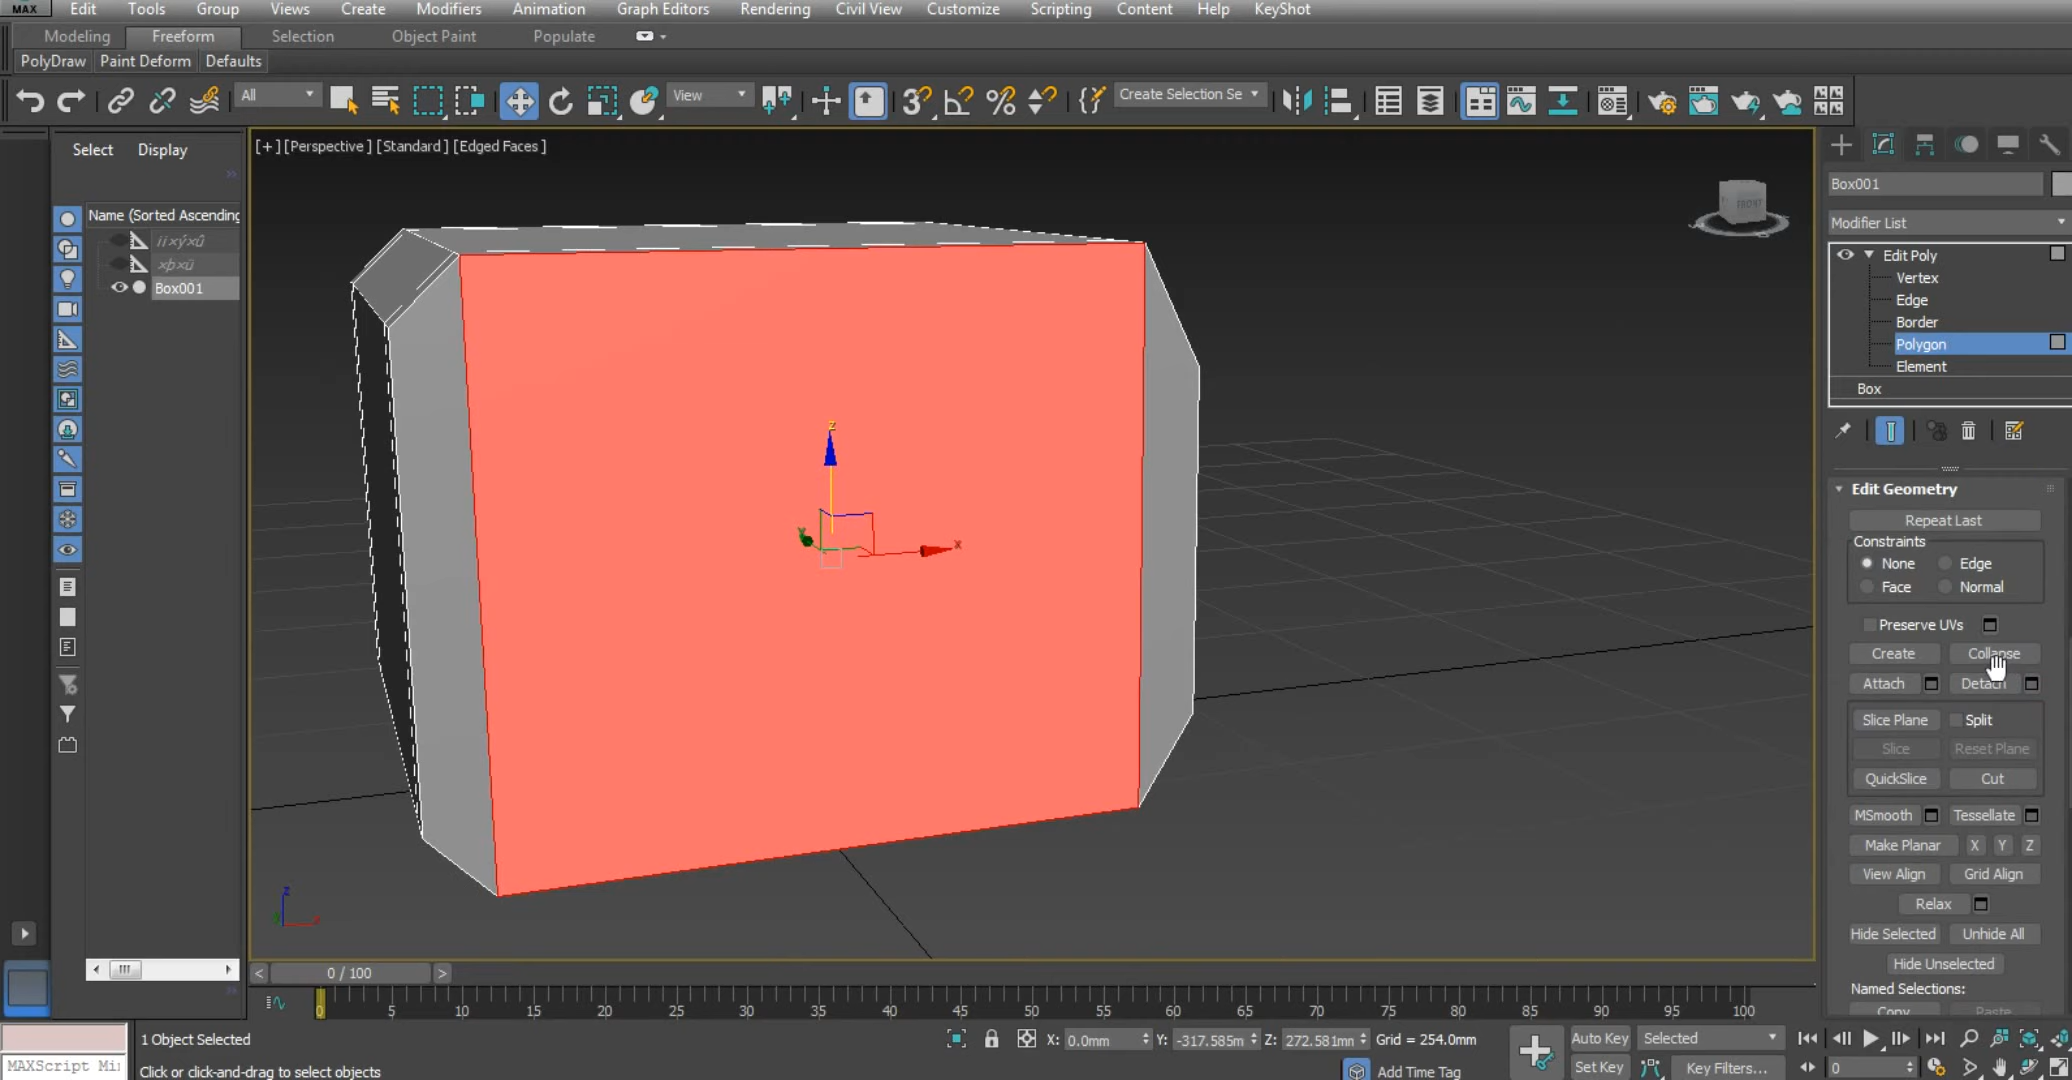 MAX Edit Tools Group Views Create Modifiers Animation Graph Editors Rendering Civil View Customize Scripting Content Help KeyShot
Modeling Freeform Selection Object Paint Populate
PolyDraw Paint Deform Defaults
All View Create Selection Se
Select Display
[+] [Perspective] [Standard] [Edged Faces]
FRONT
Name (Sorted Ascending
Box001
Box001
Modifier List
Edit Poly
Vertex
Edge
Border
Polygon
Element
Box
Edit Geometry
Repeat Last
Constraints
None Edge
Face Normal
Preserve UVs
Create Collapse
Attach Detach
Slice Plane Split
Slice Reset Plane
QuickSlice Cut
MSmooth Tessellate
Make Planar X Y Z
View Align Grid Align
Relax
Hide Selected Unhide All
Hide Unselected
Named Selections:
Copy Paste
z
x
z
< 0 / 100 >
0 5 10 15 20 25 30 35 40 45 50 55 60 65 70 75 80 85 90 95 100
1 Object Selected X: 0.0mm Y: -317.585m Z: 272.581mm Grid = 254.0mm Auto Key Selected
MAXScript Mi Click or click-and-drag to select objects Add Time Tag Set Key Key Filters... 0